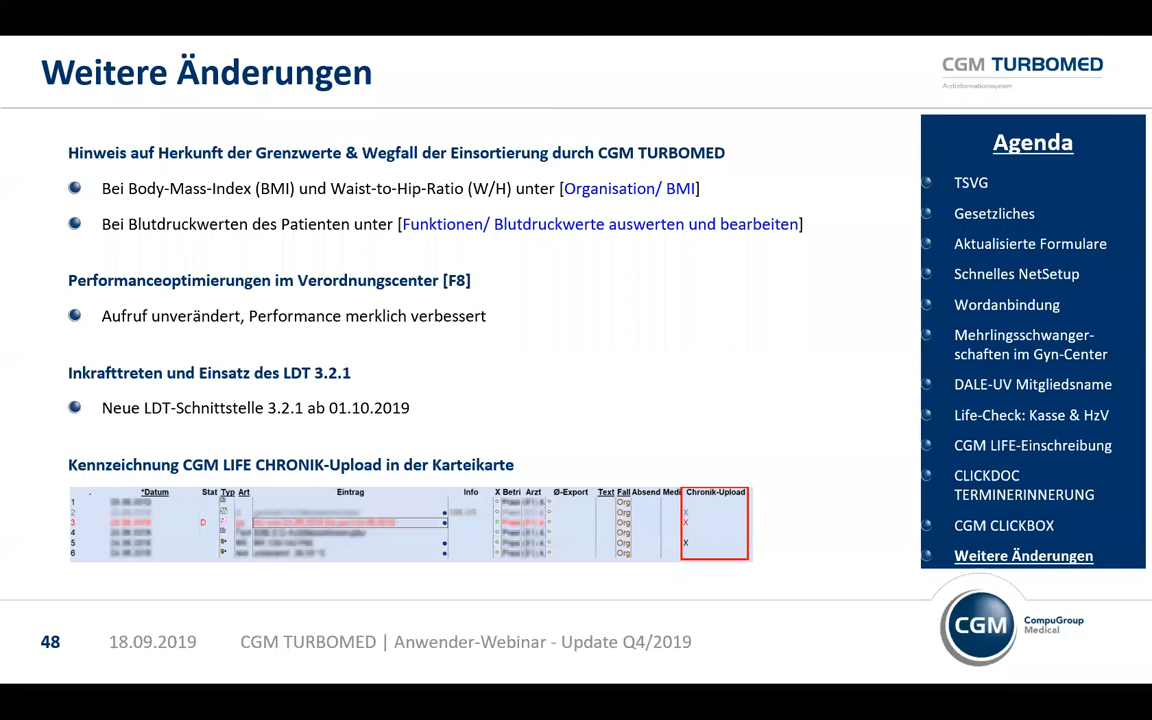 Weitere Änderungen
CGM TURBOMED
Arztinformationssystem
Hinweis auf Herkunft der Grenzwerte & Wegfall der Einsortierung durch CGM TURBOMED
Bei Body-Mass-Index (BMI) und Waist-to-Hip-Ratio (W/H) unter [Organisation/ BMI]
Bei Blutdruckwerten des Patienten unter [Funktionen/ Blutdruckwerte auswerten und bearbeiten]
Performanceoptimierungen im Verordnungscenter [F8]
Aufruf unverändert, Performance merklich verbessert
Inkrafttreten und Einsatz des LDT 3.2.1
Neue LDT-Schnittstelle 3.2.1 ab 01.10.2019
Kennzeichnung CGM LIFE CHRONIK-Upload in der Karteikarte
*Datum Stat Typ Art Eintrag Info X Betri Arzt Ø-Export Text Fall Absend Medi Chronik-Upload
1 Org
2 Org X
3 D Org X
4 Org
5 Org X
6 Org
Agenda
TSVG
Gesetzliches
Aktualisierte Formulare
Schnelles NetSetup
Wordanbindung
Mehrlingsschwanger-
schaften im Gyn-Center
DALE-UV Mitgliedsname
Life-Check: Kasse & HzV
CGM LIFE-Einschreibung
CLICKDOC
TERMINERINNERUNG
CGM CLICKBOX
Weitere Änderungen
48 18.09.2019 CGM TURBOMED | Anwender-Webinar - Update Q4/2019
CGM
CompuGroup
Medical